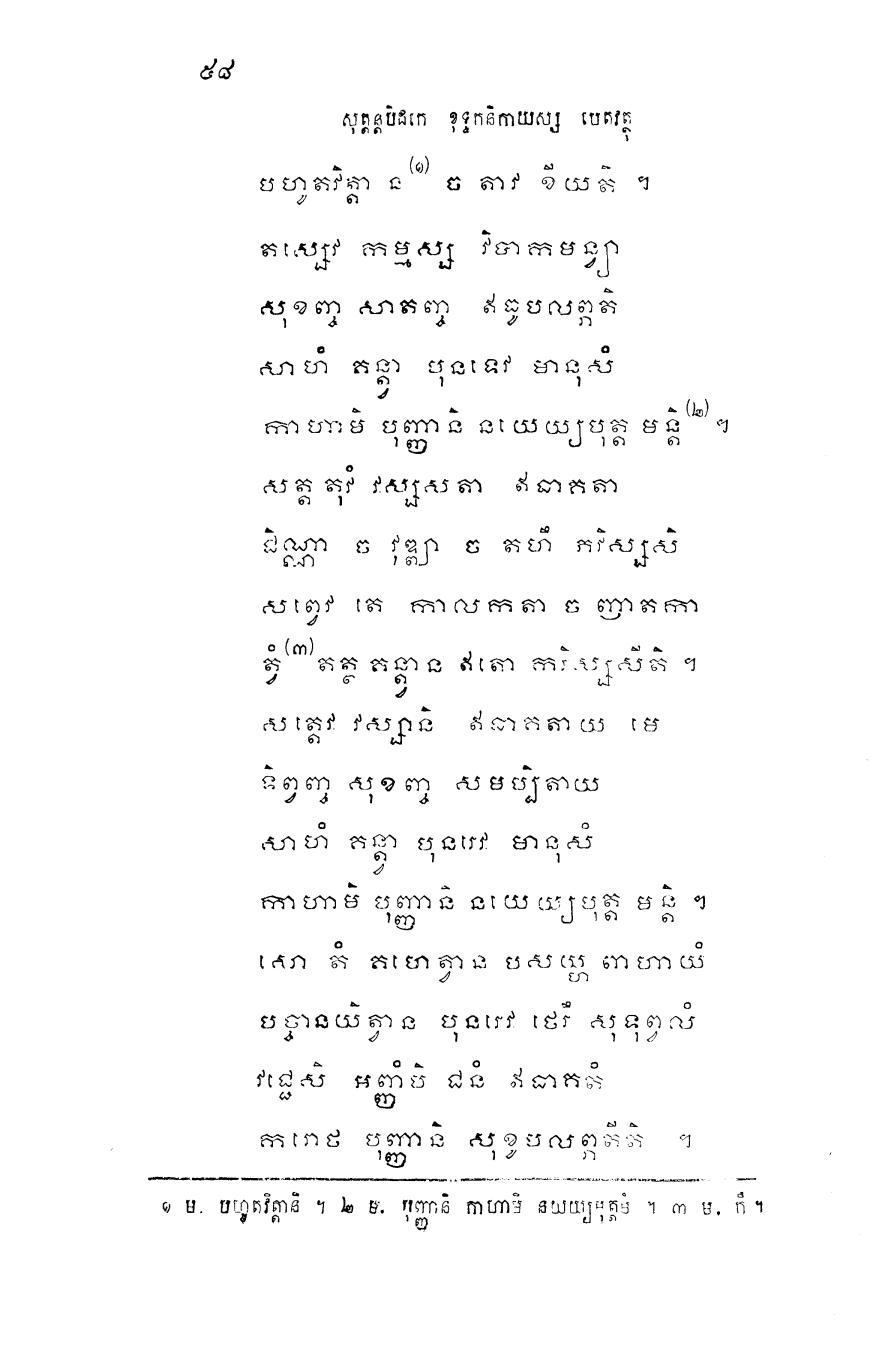 ៥៨
សុត្តន្តបិដកេ ខុទ្ទកនិកាយស្ស បេតវត្ថុ
បហូតវិត្តា ន(១) ច តាវ ខីយតិ ។
តស្សេវ កម្មស្ស វិបាកមន្វ្យា
សុខញ្ច សាតញ្ច ឥធូបលព្ភតិ
សាហំ គន្ត្វា បុនទេវ មានុសំ
កាហាមិ បុញ្ញានិ នយេយ្យបុត្ត មន្តិ(២) ។
សត្ត តុវំ វស្សសតា ឥធាគតា
ជិណ្ណា ច វុឌ្ឍា ច តហឹ ភវិស្សសិ
សព្វេវ តេ កាលកតា ច ញាតកា
ត្វំ(៣) តត្ថ គន្ត្វាន ឥតោ ករិស្សសីតិ ។
សត្តេវ វស្សានិ ឥធាគតាយ មេ
ទិព្វញ្ច សុខញ្ច សមប្បិតាយ
សាហំ គន្ត្វា បុនរេវ មានុសំ
កាហាមិ បុញ្ញានិ នយេយ្យបុត្ត មន្តិ ។
សោ តំ គហេត្វាន បសយ្ហ ពាហាយំ
បច្ចានយិត្វាន បុនរេវ ថេរឹ សុទុព្វលំ
វជ្ជេសិ អញ្ញំបិ ជនំ ឥធាគតំ
ករោថ បុញ្ញានិ សុខូបលព្ភតីតិ ។
១ ម. បហូតវិត្តានិ ។ ២ ម. បុញ្ញានិ កាហាមិ នយយ្យបុត្តមំ ។ ៣ ម. កឹ ។